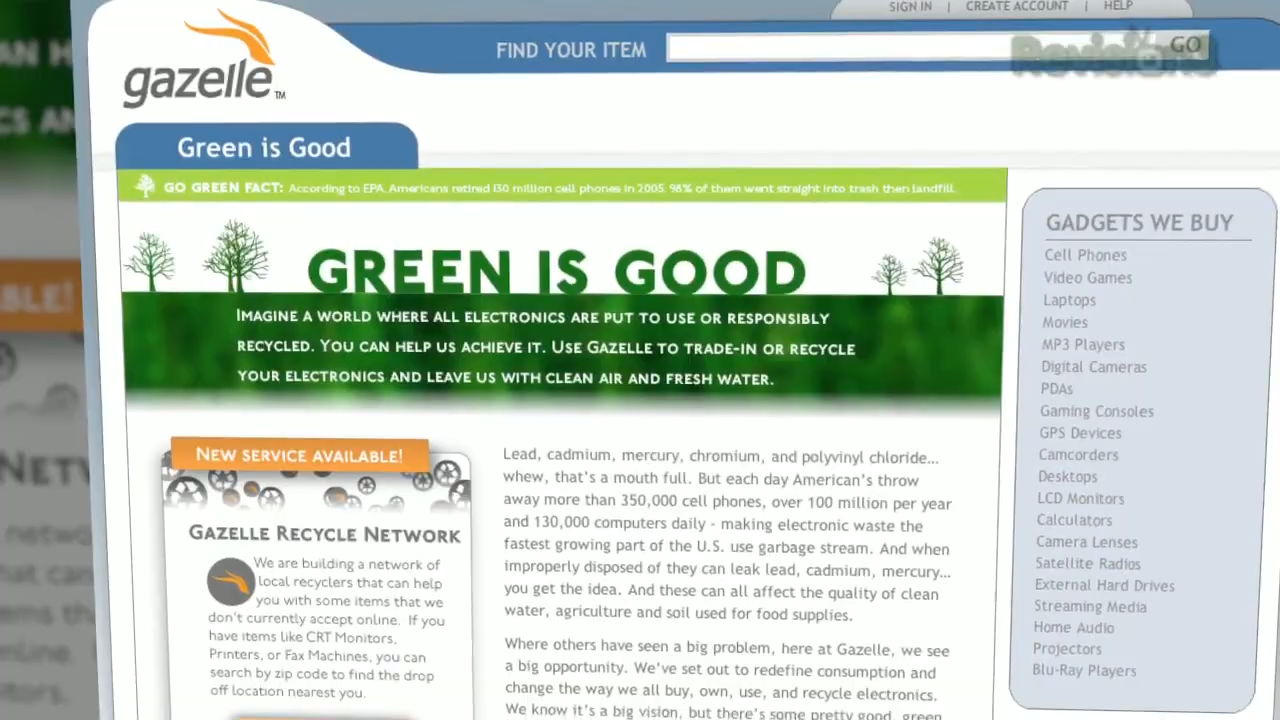 SIGN IN | CREATE ACCOUNT | HELP
gazelle™
FIND YOUR ITEM
GO
Revision3
Green is Good
GO GREEN FACT: According to EPA, Americans retired 130 million cell phones in 2005. 98% of them went straight into trash then landfill.
GREEN IS GOOD
IMAGINE A WORLD WHERE ALL ELECTRONICS ARE PUT TO USE OR RESPONSIBLY
RECYCLED. YOU CAN HELP US ACHIEVE IT. USE GAZELLE TO TRADE-IN OR RECYCLE
YOUR ELECTRONICS AND LEAVE US WITH CLEAN AIR AND FRESH WATER.
NEW SERVICE AVAILABLE!
GAZELLE RECYCLE NETWORK
We are building a network of
local recyclers that can help
you with some items that we
don't currently accept online. If you
have items like CRT Monitors,
Printers, or Fax Machines, you can
search by zip code to find the drop
off location nearest you.
Lead, cadmium, mercury, chromium, and polyvinyl chloride...
whew, that's a mouth full. But each day American's throw
away more than 350,000 cell phones, over 100 million per year
and 130,000 computers daily - making electronic waste the
fastest growing part of the U.S. use garbage stream. And when
improperly disposed of they can leak lead, cadmium, mercury...
you get the idea. And these can all affect the quality of clean
water, agriculture and soil used for food supplies.
Where others have seen a big problem, here at Gazelle, we see
a big opportunity. We've set out to redefine consumption and
change the way we all buy, own, use, and recycle electronics.
We know it's a big vision, but there's some pretty good, green
GADGETS WE BUY
Cell Phones
Video Games
Laptops
Movies
MP3 Players
Digital Cameras
PDAs
Gaming Consoles
GPS Devices
Camcorders
Desktops
LCD Monitors
Calculators
Camera Lenses
Satellite Radios
External Hard Drives
Streaming Media
Home Audio
Projectors
Blu-Ray Players